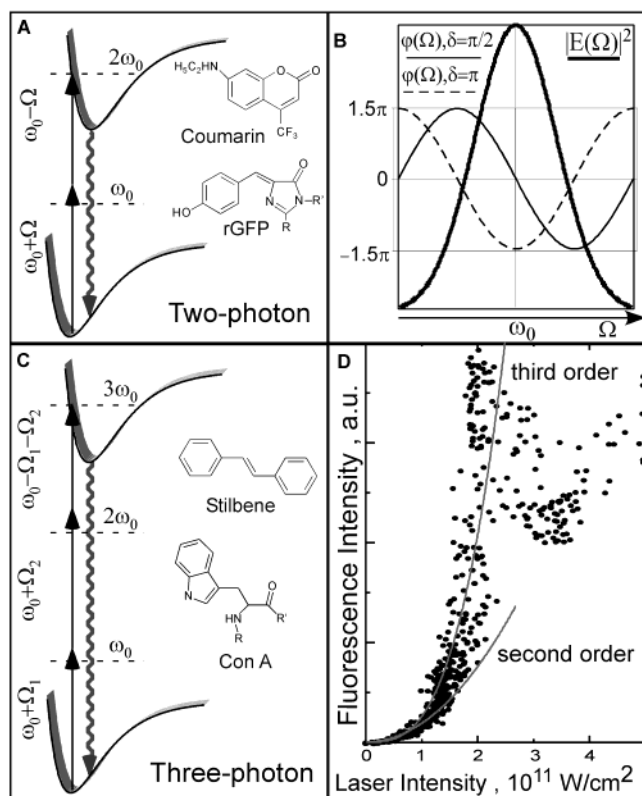 A
2ω₀
ω₀−Ω
H₅C₂HN
O
O
CF₃
Coumarin
ω₀
ω₀+Ω
HO
N
O
N−R'
R
rGFP
Two-photon
B
φ(Ω),δ=π/2
φ(Ω),δ=π
|E(Ω)|²
1.5π
0
−1.5π
ω₀
Ω
C
3ω₀
ω₀−Ω₁−Ω₂
Stilbene
2ω₀
ω₀+Ω₂
N
O
R'
HN
R
Con A
ω₀
ω₀+Ω₁
Three-photon
D
third order
second order
Fluorescence Intensity , a.u.
0 1 2 3 4
Laser Intensity , 10¹¹ W/cm²